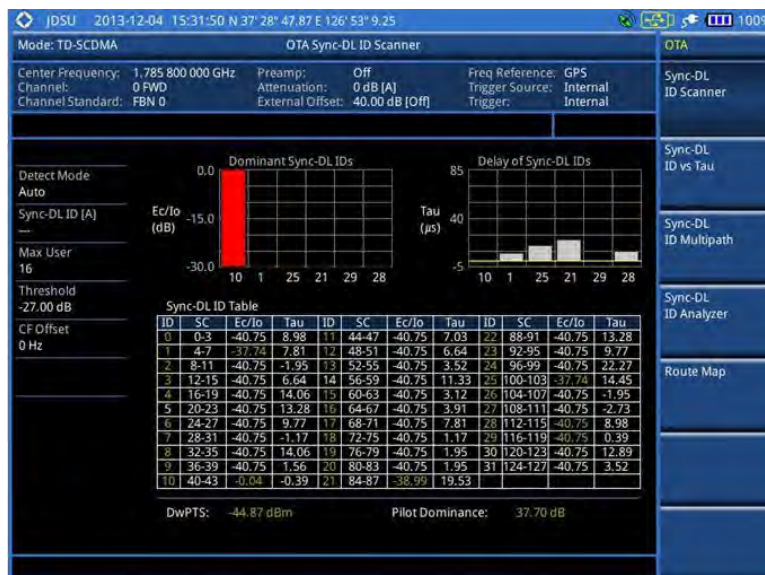 JDSU 2013-12-04 15:31:50 N 37' 28" 47.87 E 126' 53" 9.25 100%
Mode: TD-SCDMA OTA Sync-DL ID Scanner OTA
Center Frequency: 1.785 800 000 GHz Preamp: Off Freq Reference: GPS
Channel: 0 FWD Attenuation: 0 dB [A] Trigger Source: Internal
Channel Standard: FBN 0 External Offset: 40.00 dB [Off] Trigger: Internal
Sync-DL
ID Scanner
Sync-DL
ID vs Tau
Sync-DL
ID Multipath
Sync-DL
ID Analyzer
Route Map
Detect Mode
Auto
Sync-DL ID [A]
---
Max User
16
Threshold
-27.00 dB
CF Offset
0 Hz
Dominant Sync-DL IDs
0.0
Ec/Io
(dB)
-15.0
-30.0
10 1 25 21 29 28
Delay of Sync-DL IDs
85
Tau
(µs)
40
-5
10 1 25 21 29 28
Sync-DL ID Table
ID SC Ec/Io Tau ID SC Ec/Io Tau ID SC Ec/Io Tau
0 0-3 -40.75 8.98 11 44-47 -40.75 7.03 22 88-91 -40.75 13.28
1 4-7 -37.74 7.81 12 48-51 -40.75 6.64 23 92-95 -40.75 9.77
2 8-11 -40.75 -1.95 13 52-55 -40.75 3.52 24 96-99 -40.75 22.27
3 12-15 -40.75 6.64 14 56-59 -40.75 11.33 25 100-103 -37.74 14.45
4 16-19 -40.75 14.06 15 60-63 -40.75 3.12 26 104-107 -40.75 -1.95
5 20-23 -40.75 13.28 16 64-67 -40.75 3.91 27 108-111 -40.75 -2.73
6 24-27 -40.75 9.77 17 68-71 -40.75 7.81 28 112-115 -40.75 8.98
7 28-31 -40.75 -1.17 18 72-75 -40.75 1.17 29 116-119 -40.75 0.39
8 32-35 -40.75 14.06 19 76-79 -40.75 1.95 30 120-123 -40.75 12.89
9 36-39 -40.75 1.56 20 80-83 -40.75 1.95 31 124-127 -40.75 3.52
10 40-43 -0.04 -0.39 21 84-87 -38.99 19.53
DwPTS: -44.87 dBm Pilot Dominance: 37.70 dB